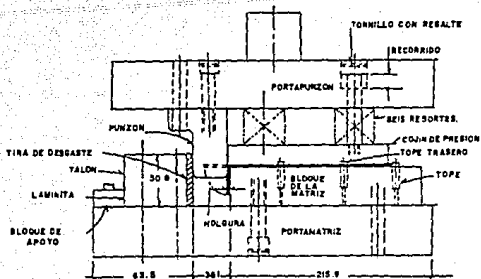 TORNILLO CON RESALTE
RECORRIDO
PORTAPUNZON
PUNZON
SEIS RESORTES.
TIRA DE DESGASTE
COJIN DE PRESION
TOPE TRASERO
TALON
LAMINITA
BLOQUE
DE LA
MATRIZ
TOPE
HOLGURA
BLOQUE DE
APOYO
PORTAMATRIZ
63.5
215.9